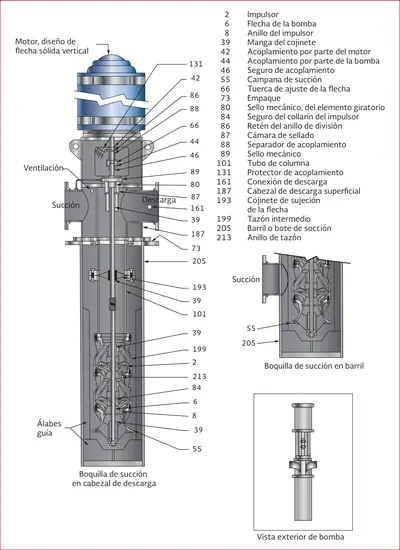 2 Impulsor
6 Flecha de la bomba
8 Anillo del impulsor
39 Manga del cojinete
42 Acoplamiento por parte del motor
44 Acoplamiento por parte de la bomba
46 Seguro de acoplamiento
55 Campana de succión
66 Tuerca de ajuste de la flecha
73 Empaque
80 Sello mecánico, del elemento giratorio
84 Seguro del collarín del impulsor
86 Retén del anillo de división
87 Cámara de sellado
88 Separador de acoplamiento
89 Sello mecánico
101 Tubo de columna
131 Protector de acoplamiento
161 Conexión de descarga
187 Cabezal de descarga superficial
193 Cojinete de sujeción
de la flecha
199 Tazón intermedio
205 Barril o bote de socción
213 Anillo de tazón
Motor, diseño de
flecha sólida vertical
131
42
86
88
66
44
46
Ventilación
89
80
Succión
Descarga
87
161
39
187
73
205
193
39
101
39
199
2
213
84
6
8
39
55
Álabes
guía
Boquilla de succión
en cabezal de descarga
Succión
55
205
Boquilla de succión en barril
Vista exterior de bomba